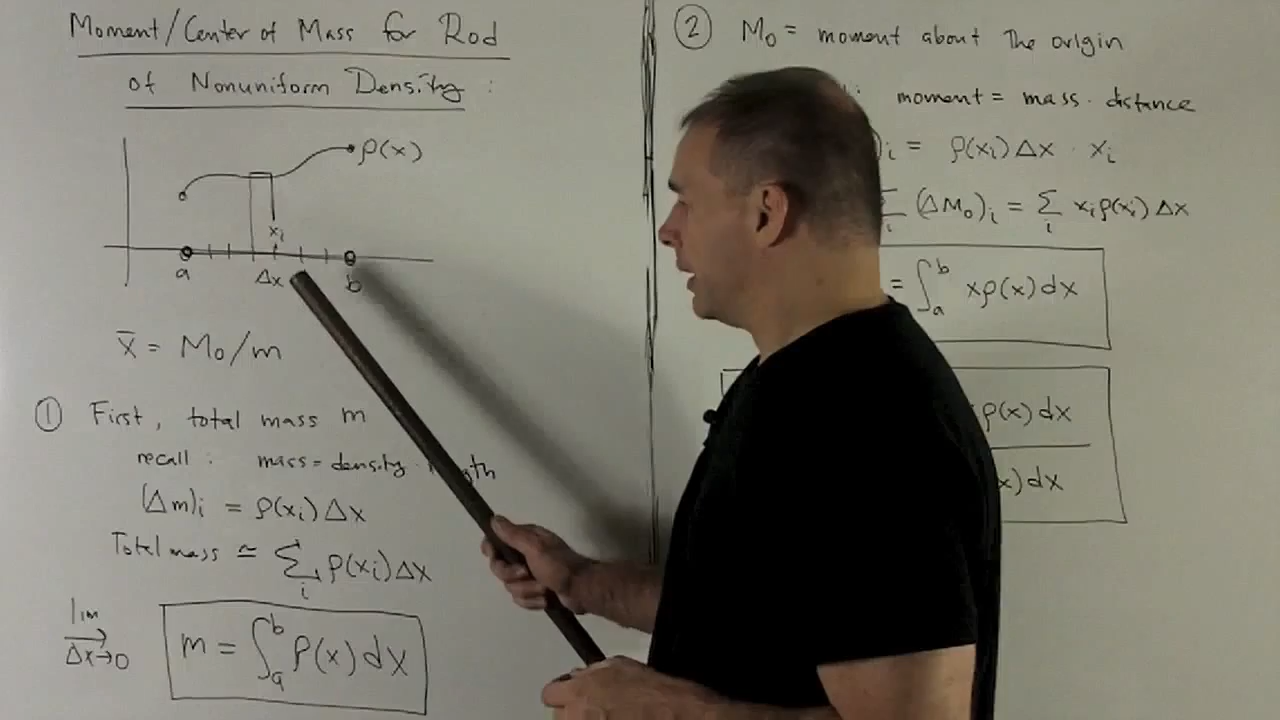 Moment/Center of Mass for Rod
of Nonuniform Density :
ρ(x)
xᵢ
a Δx b
x̄ = M₀/m
① First, total mass m
recall : mass = density ·
(Δm)ᵢ = ρ(xᵢ) Δx
Total mass ≃ ∑ᵢ ρ(xᵢ) Δx
lim Δx→0 m = ∫ₐᵇ ρ(x) dx
② M₀ = moment about the origin
: moment = mass · distance
)ᵢ = ρ(xᵢ) Δx · xᵢ
(ΔM₀)ᵢ = ∑ᵢ xᵢρ(xᵢ) Δx
= ∫ₐᵇ xρ(x) dx
ρ(x) dx
x) dx